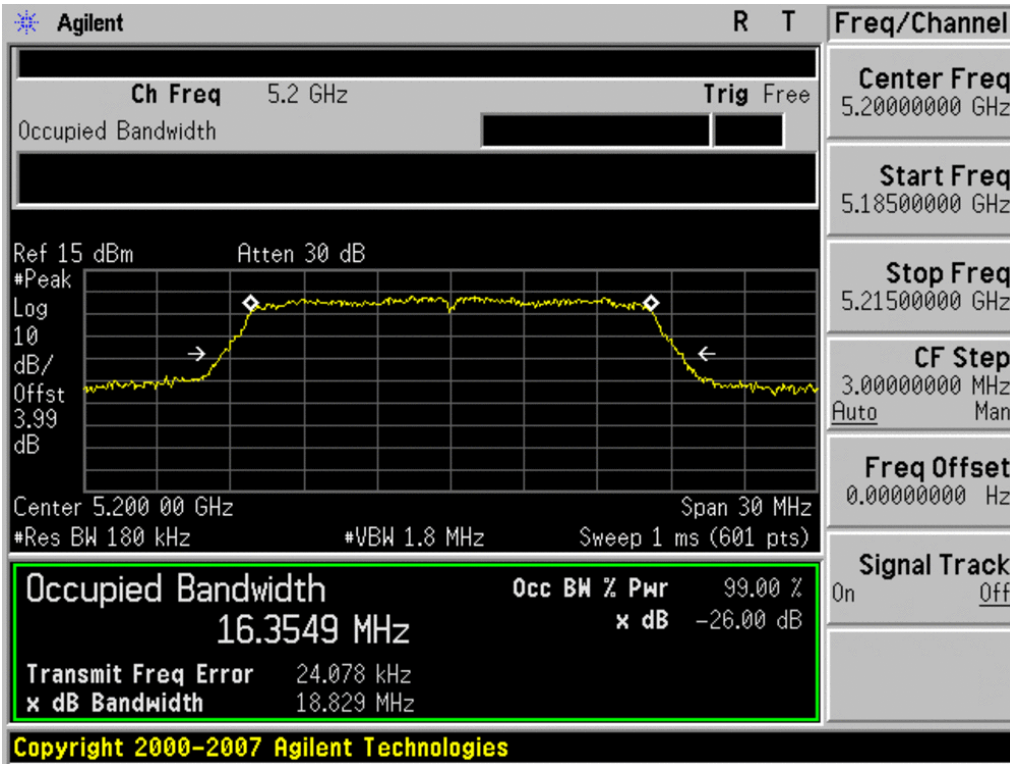 Agilent
R T
Ch Freq 5.2 GHz
Trig Free
Occupied Bandwidth
Ref 15 dBm
Atten 30 dB
#Peak
Log
10
dB/
Offst
3.99
dB
Center 5.200 00 GHz
Span 30 MHz
#Res BW 180 kHz
#VBW 1.8 MHz
Sweep 1 ms (601 pts)
Occupied Bandwidth
16.3549 MHz
Occ BW % Pwr 99.00 %
x dB -26.00 dB
Transmit Freq Error 24.078 kHz
x dB Bandwidth 18.829 MHz
Copyright 2000-2007 Agilent Technologies
Freq/Channel
Center Freq
5.20000000 GHz
Start Freq
5.18500000 GHz
Stop Freq
5.21500000 GHz
CF Step
3.00000000 MHz
Auto Man
Freq Offset
0.00000000 Hz
Signal Track
On Off